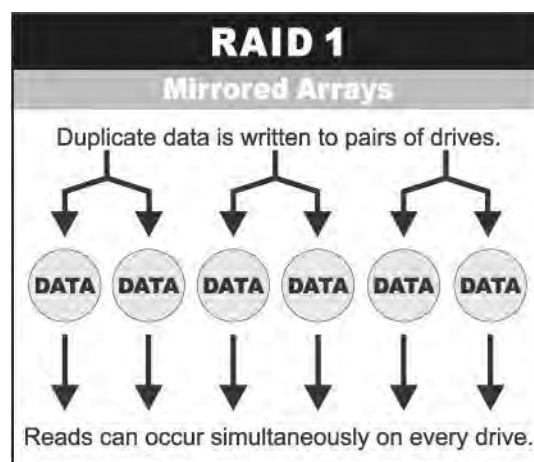 RAID 1
Mirrored Arrays
Duplicate data is written to pairs of drives.
DATA DATA DATA DATA DATA DATA
Reads can occur simultaneously on every drive.